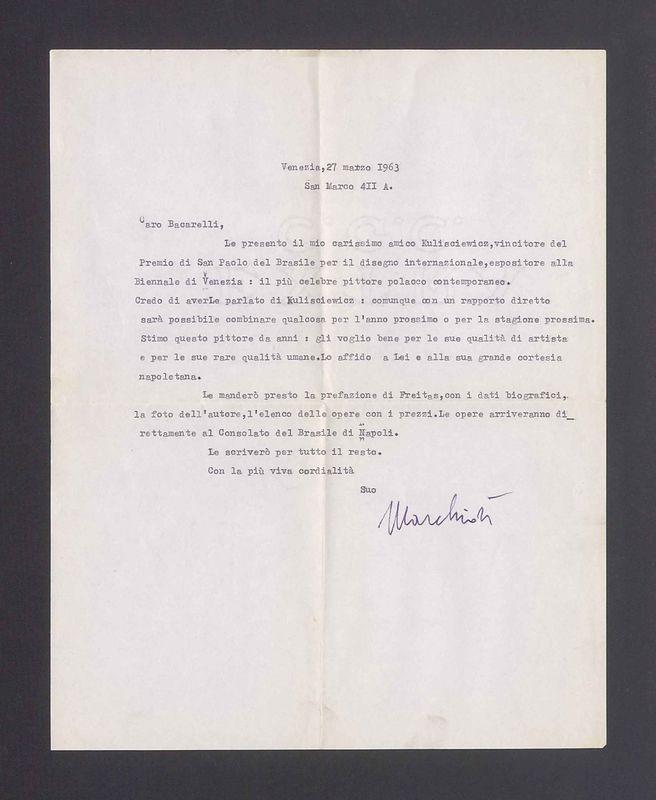 Venezia,27 marzo I963
San Marco 4II A.
Caro Bacarelli,
Le presento il mio carissimo amico Kulisciewicz,vincitore del
Premio di San Paolo del Brasile per il disegno internazionale,espositore alla
Biennale di Venezia : il più celebre pittore polacco contemporaneo.
Credo di averLe parlato di Kulisciewicz : comunque con un rapporto diretto
sarà possibile combinare qualcosa per l'anno prossimo o per la stagione prossima.
Stimo questo pittore da anni : gli voglio bene per le sue qualità di artista
e per le sue rare qualità umane.Lo affido a Lei e alla sua grande cortesia
napoletana.
Le manderò presto la prefazione di Freitas,con i dati biografici,
la foto dell'autore,l'elenco delle opere con i prezzi.Le opere arriveranno di_
rettamente al Consolato del Brasile di Napoli.
Le scriverò per tutto il resto.
Con la più viva cordialità
Suo
Marchiori